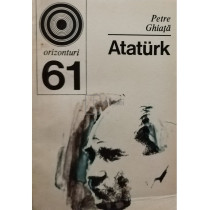 Petre
Ghiață
orizonturi
61
Atatürk